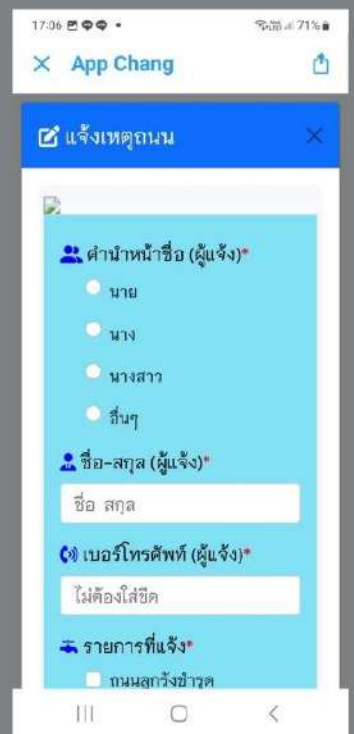 17:06
71%
App Chang
แจ้งเหตุถนน
คำนำหน้าชื่อ (ผู้แจ้ง)*
นาย
นาง
นางสาว
อื่นๆ
ชื่อ-สกุล (ผู้แจ้ง)*
ชื่อ สกุล
เบอร์โทรศัพท์ (ผู้แจ้ง)*
ไม่ต้องใส่ขีด
รายการที่แจ้ง*
ถนนลูกรังชำรุด